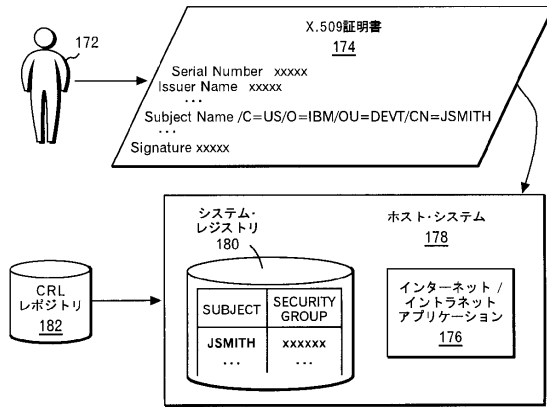 172
X.509証明書
174
Serial Number xxxxx
Issuer Name xxxxx
...
Subject Name /C=US/O=IBM/OU=DEVT/CN=JSMITH
...
Signature xxxxx
システム・
レジストリ
180
ホスト・システム
178
CRL
レポジトリ
182
SUBJECT
SECURITY
GROUP
JSMITH
xxxxxx
...
...
インターネット /
イントラネット
アプリケーション
176